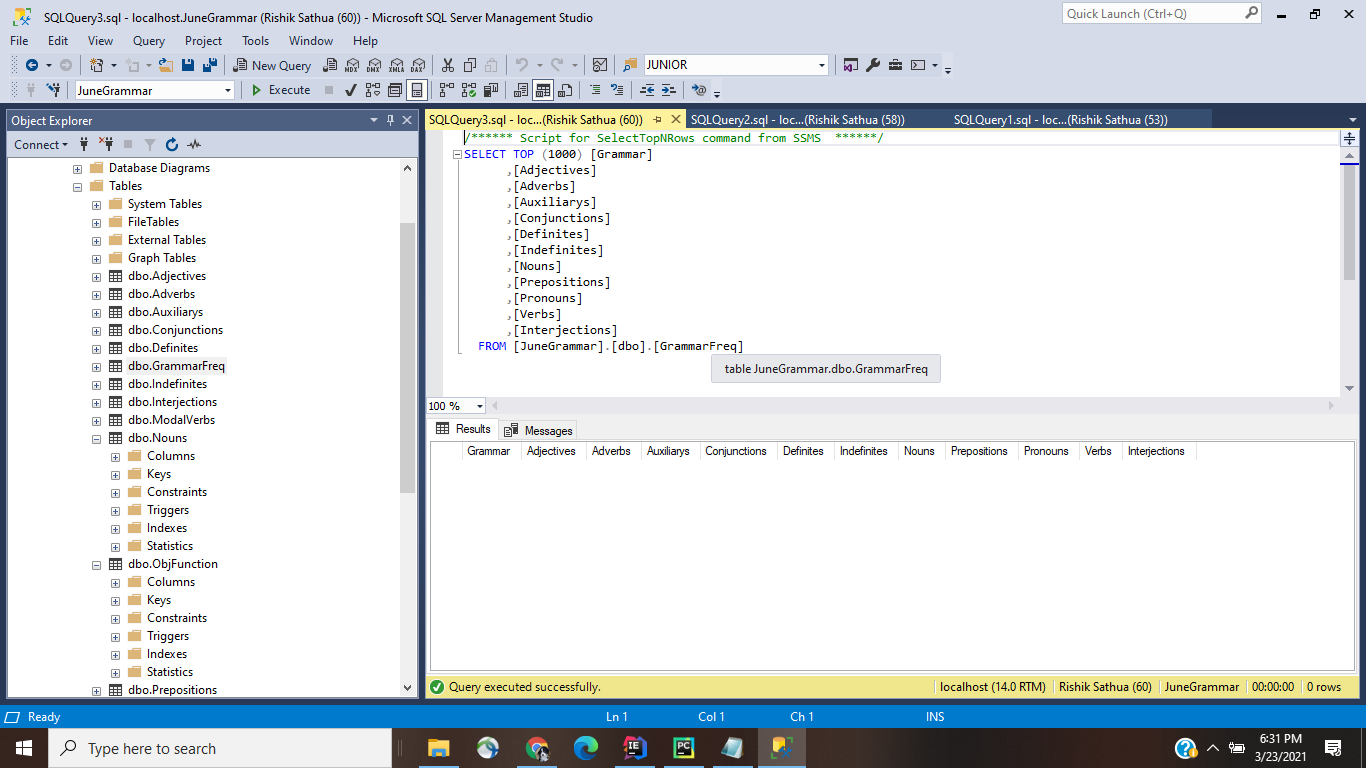 SQLQuery3.sql - localhost.JuneGrammar (Rishik Sathua (60)) - Microsoft SQL Server Management Studio
Quick Launch (Ctrl+Q)
File Edit View Query Project Tools Window Help
New Query MDX DMX XMLA DAX JUNIOR
JuneGrammar Execute
Object Explorer
Connect
Database Diagrams
Tables
System Tables
FileTables
External Tables
Graph Tables
dbo.Adjectives
dbo.Adverbs
dbo.Auxiliarys
dbo.Conjunctions
dbo.Definites
dbo.GrammarFreq
dbo.Indefinites
dbo.Interjections
dbo.ModalVerbs
dbo.Nouns
Columns
Keys
Constraints
Triggers
Indexes
Statistics
dbo.ObjFunction
Columns
Keys
Constraints
Triggers
Indexes
Statistics
dbo.Prepositions
SQLQuery3.sql - loc...(Rishik Sathua (60)) SQLQuery2.sql - loc...(Rishik Sathua (58)) SQLQuery1.sql - loc...(Rishik Sathua (53))
/****** Script for SelectTopNRows command from SSMS ******/
SELECT TOP (1000) [Grammar]
,[Adjectives]
,[Adverbs]
,[Auxiliarys]
,[Conjunctions]
,[Definites]
,[Indefinites]
,[Nouns]
,[Prepositions]
,[Pronouns]
,[Verbs]
,[Interjections]
FROM [JuneGrammar].[dbo].[GrammarFreq]
table JuneGrammar.dbo.GrammarFreq
100 %
Results Messages
Grammar Adjectives Adverbs Auxiliarys Conjunctions Definites Indefinites Nouns Prepositions Pronouns Verbs Interjections
Query executed successfully. localhost (14.0 RTM) Rishik Sathua (60) JuneGrammar 00:00:00 0 rows
Ready Ln 1 Col 1 Ch 1 INS
Type here to search
IE PC
6:31 PM
3/23/2021